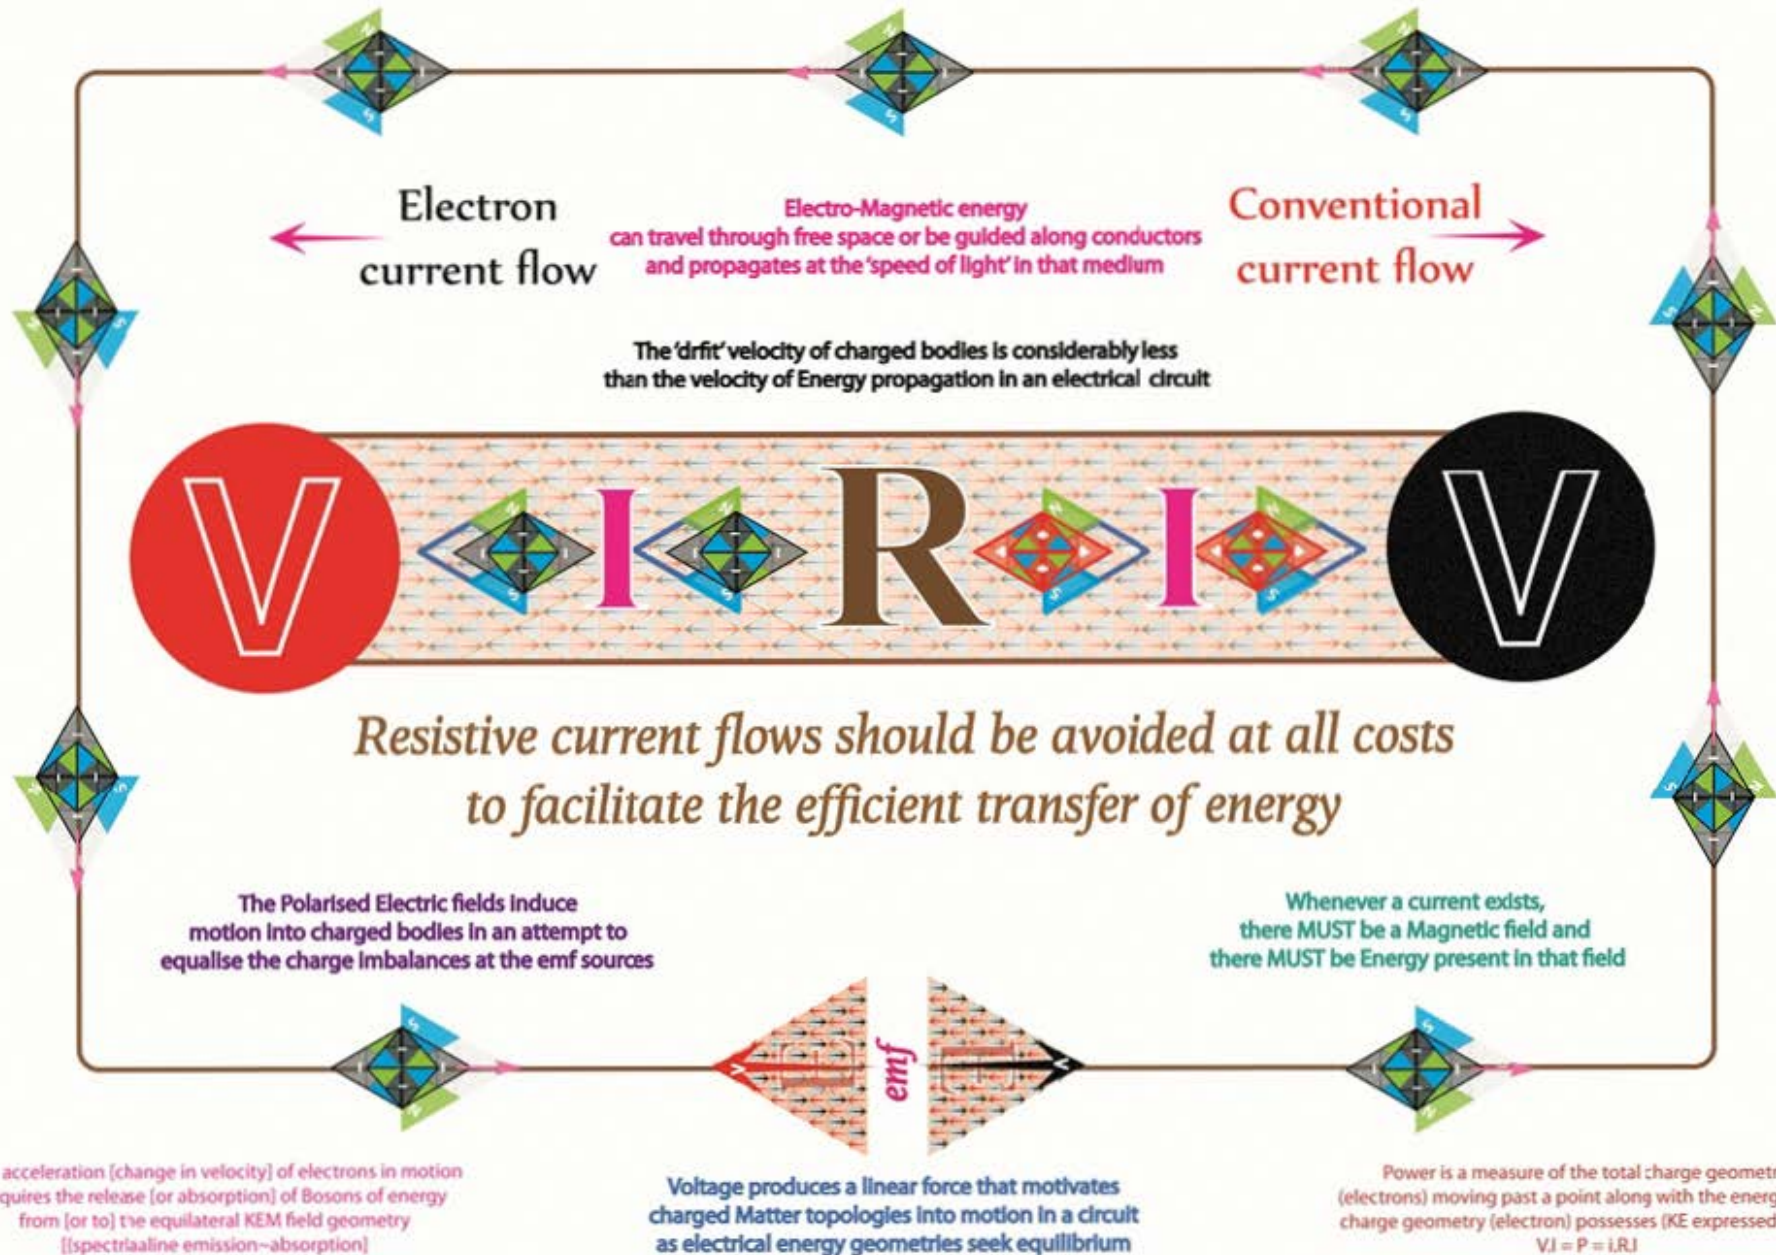 Electron
current flow
Electro-Magnetic energy
can travel through free space or be guided along conductors
and propagates at the 'speed of light' in that medium
Conventional
current flow
The 'drfit' velocity of charged bodies is considerably less
than the velocity of Energy propagation in an electrical circuit
V I R I V
Resistive current flows should be avoided at all costs
to facilitate the efficient transfer of energy
The Polarised Electric fields induce
motion into charged bodies in an attempt to
equalise the charge imbalances at the emf sources
Whenever a current exists,
there MUST be a Magnetic field and
there MUST be Energy present in that field
V emf V
acceleration [change in velocity] of electrons in motion
quires the release [or absorption] of Bosons of energy
from [or to] the equilateral KEM field geometry
[[spectriaaline emission~absorption]
Voltage produces a linear force that motivates
charged Matter topologies into motion in a circuit
as electrical energy geometries seek equilibrium
Power is a measure of the total charge geometri
(electrons) moving past a point along with the energ
charge geometry (electron) possesses (KE expressed
V.I = P = i.R.I